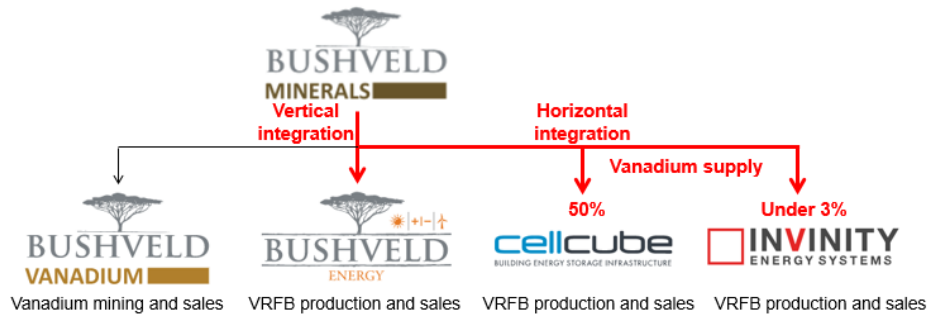 BUSHVELD
MINERALS
Vertical
integration
Horizontal
integration
Vanadium supply
50%
Under 3%
BUSHVELD
VANADIUM
+|−
BUSHVELD
ENERGY
cellcube
BUILDING ENERGY STORAGE INFRASTRUCTURE
INVINITY
ENERGY SYSTEMS
Vanadium mining and sales
VRFB production and sales
VRFB production and sales
VRFB production and sales